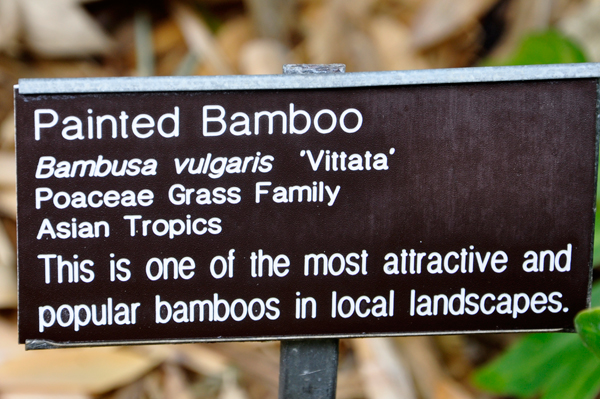 Painted Bamboo
Bambusa vulgaris 'Vittata'
Poaceae Grass Family
Asian Tropics
This is one of the most attractive and
popular bamboos in local landscapes.